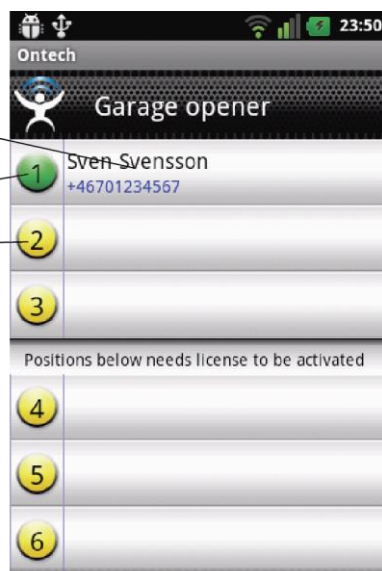 23:50
Ontech
Garage opener
1 Sven Svensson
+46701234567
2
3
Positions below needs license to be activated
4
5
6